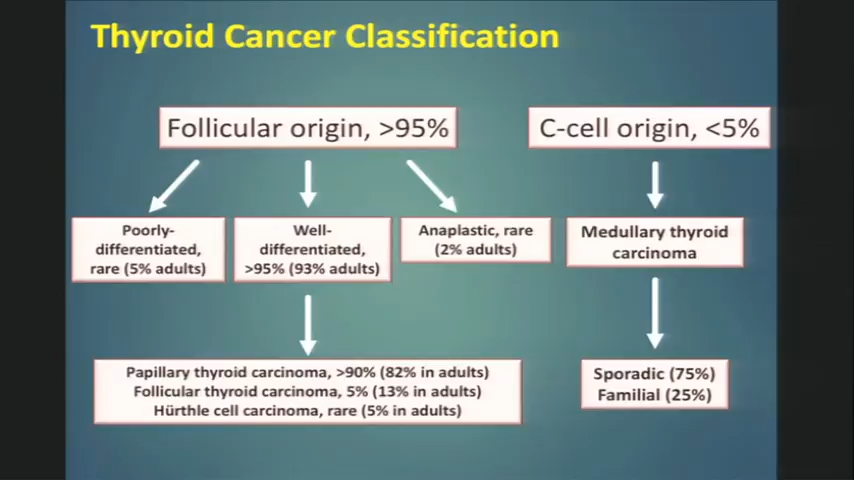 Thyroid Cancer Classification
Follicular origin, >95%
C-cell origin, <5%
Poorly-
differentiated,
rare (5% adults)
Well-
differentiated,
>95% (93% adults)
Anaplastic, rare
(2% adults)
Medullary thyroid
carcinoma
Papillary thyroid carcinoma, >90% (82% in adults)
Follicular thyroid carcinoma, 5% (13% in adults)
Hürthle cell carcinoma, rare (5% in adults)
Sporadic (75%)
Familial (25%)